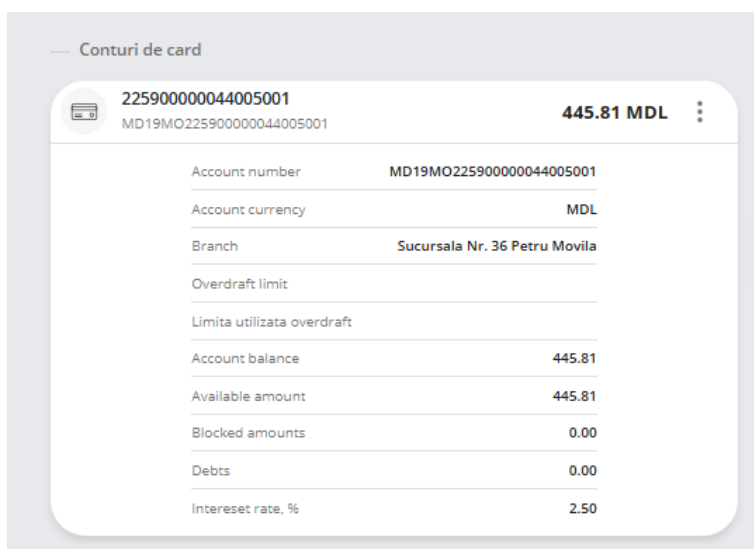 Conturi de card
225900000044005001
MD19MO225900000044005001
445.81 MDL
Account number MD19MO225900000044005001
Account currency MDL
Branch Sucursala Nr. 36 Petru Movila
Overdraft limit
Limita utilizata overdraft
Account balance 445.81
Available amount 445.81
Blocked amounts 0.00
Debts 0.00
Intereset rate, % 2.50